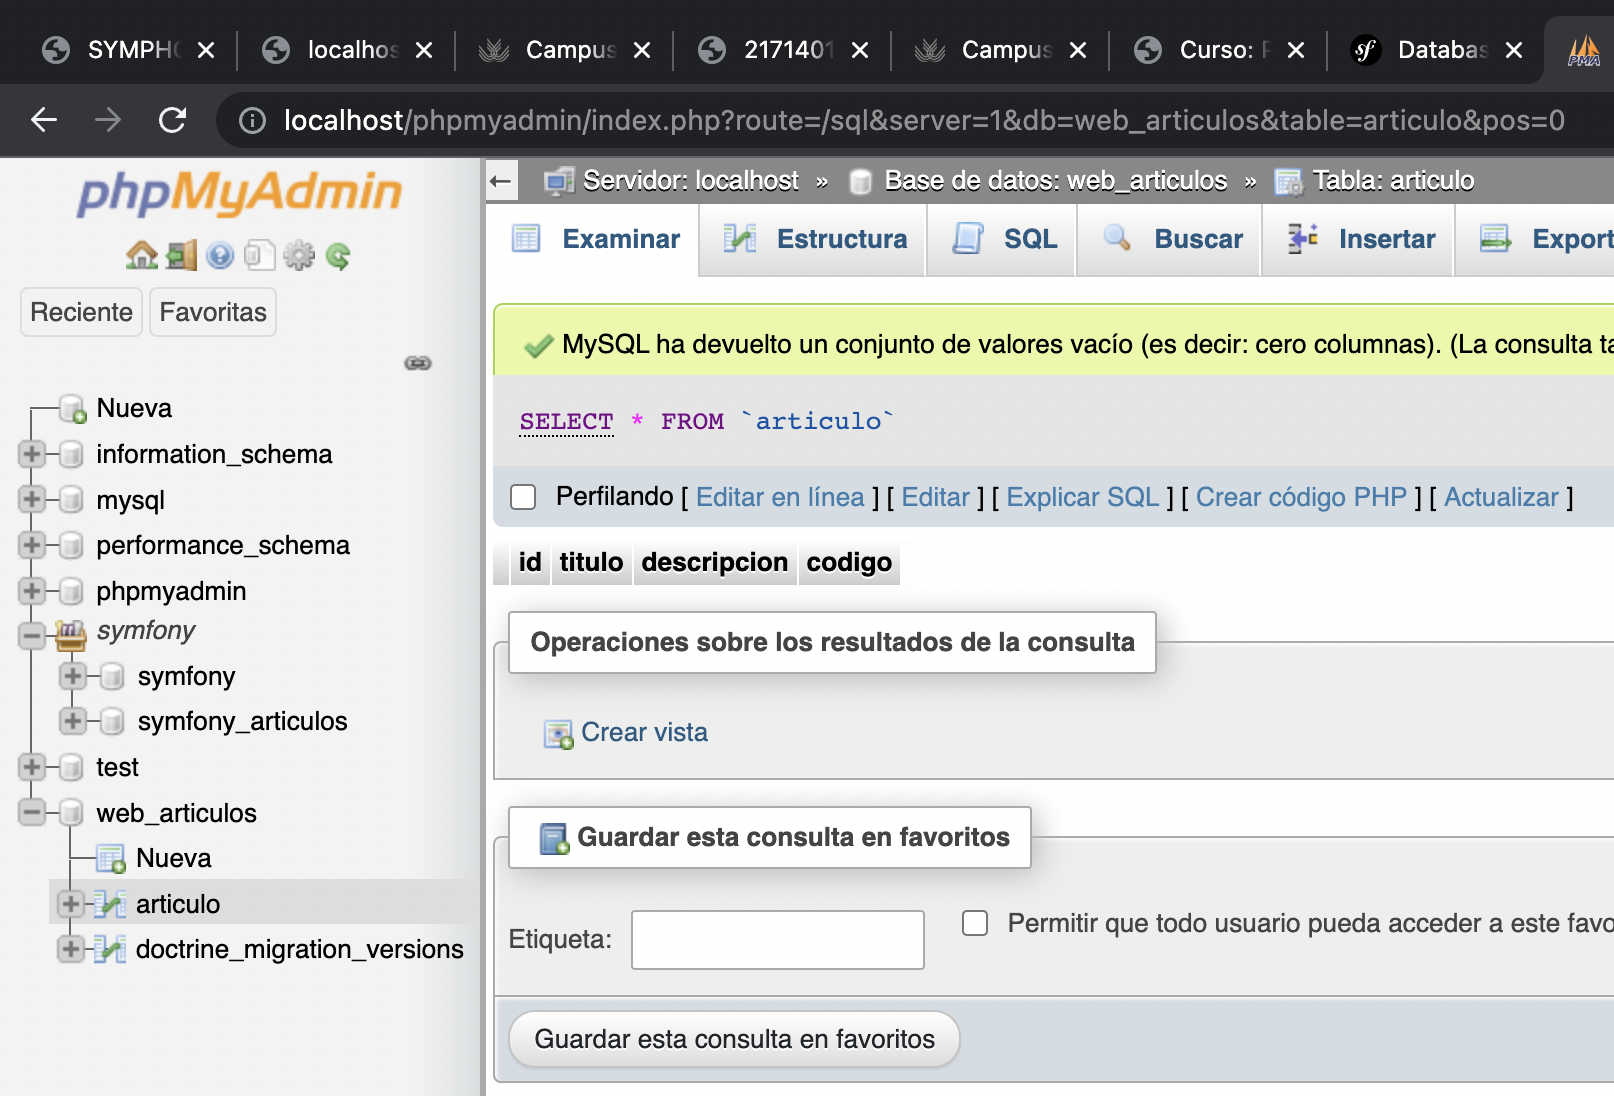 SYMPH
localhos
Campus
2171401
Campus
Curso: P
Databas
PMA
localhost/phpmyadmin/index.php?route=/sql&server=1&db=web_articulos&table=articulo&pos=0
phpMyAdmin
Reciente Favoritas
Nueva
information_schema
mysql
performance_schema
phpmyadmin
symfony
symfony
symfony_articulos
test
web_articulos
Nueva
articulo
doctrine_migration_versions
Servidor: localhost » Base de datos: web_articulos » Tabla: articulo
Examinar Estructura SQL Buscar Insertar Export
MySQL ha devuelto un conjunto de valores vacío (es decir: cero columnas). (La consulta ta
SELECT * FROM `articulo`
Perfilando [ Editar en línea ] [ Editar ] [ Explicar SQL ] [ Crear código PHP ] [ Actualizar ]
id titulo descripcion codigo
Operaciones sobre los resultados de la consulta
Crear vista
Guardar esta consulta en favoritos
Etiqueta: Permitir que todo usuario pueda acceder a este favo
Guardar esta consulta en favoritos